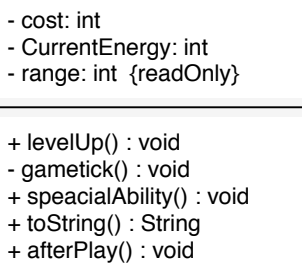 - cost: int
- CurrentEnergy: int
- range: int {readOnly}
+ levelUp() : void
- gametick() : void
+ speacialAbility() : void
+ toString() : String
+ afterPlay() : void